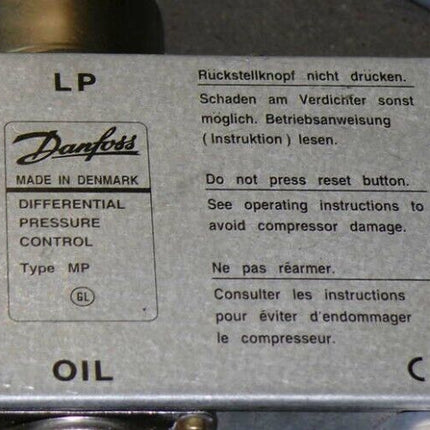 LP
Danfoss
MADE IN DENMARK
DIFFERENTIAL
PRESSURE
CONTROL
Type MP
GL
OIL
Rückstellknopf nicht drücken.
Schaden am Verdichter sonst
möglich. Betriebsanweisung
(Instruktion) lesen.
Do not press reset button.
See operating instructions to
avoid compressor damage.
Ne pas réarmer.
Consulter les instructions
pour éviter d'endommager
le compresseur.
C